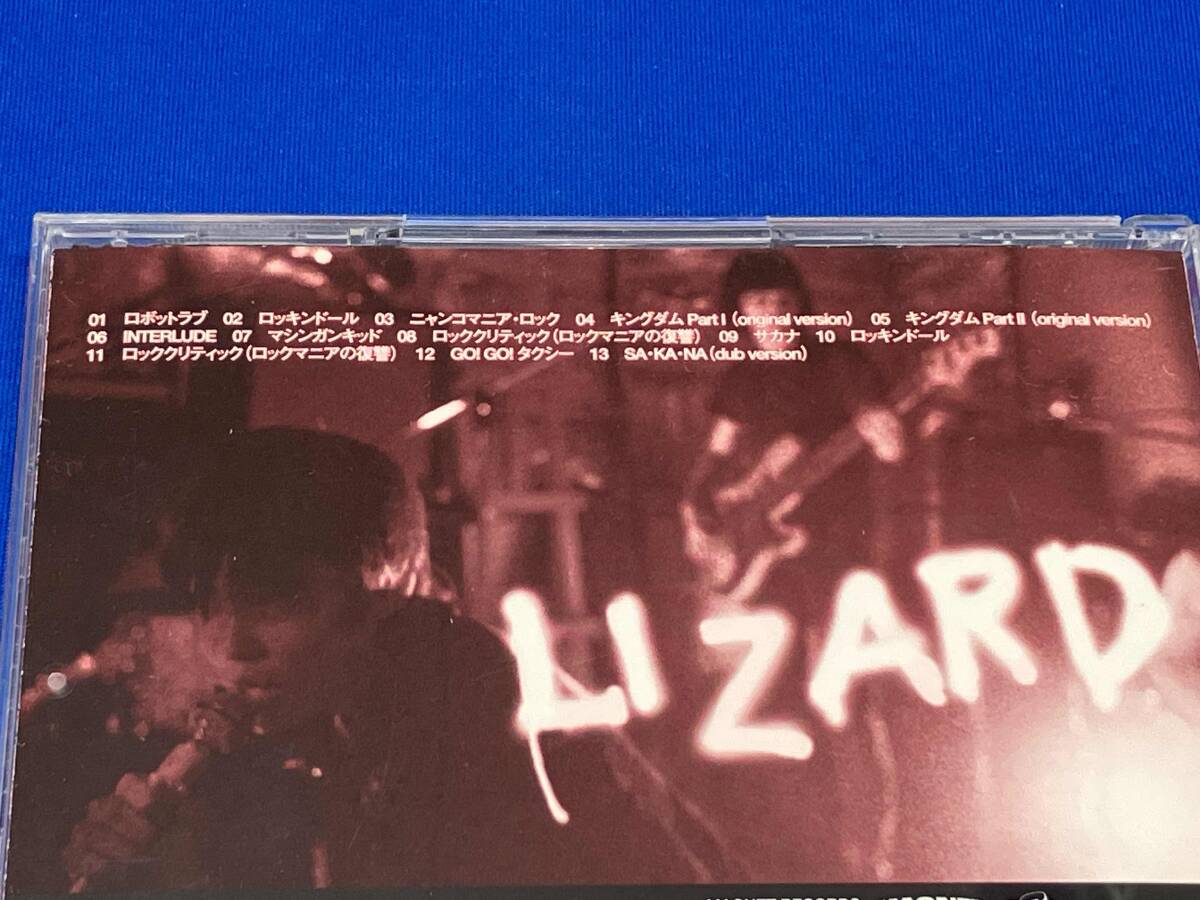 01 ロボットラブ 02 ロッキンドール 03 ニャンコマニア・ロック 04 キングダム Part I (original version) 05 キングダム Part II (original version)
06 INTERLUDE 07 マシンガンキッド 08 ロッククリティック(ロックマニアの復讐) 09 サカナ 10 ロッキンドール
11 ロッククリティック(ロックマニアの復讐) 12 GO! GO! タクシー 13 SA・KA・NA (dub version)
LIZARD